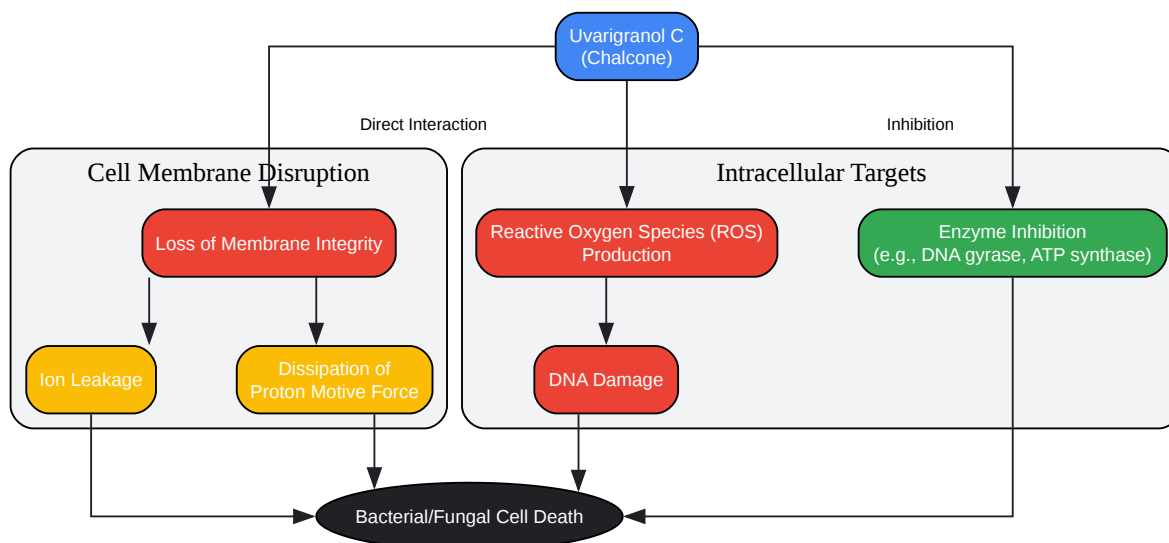 Uvarigranol C
(Chalcone)
Direct Interaction
Inhibition
Cell Membrane Disruption
Intracellular Targets
Loss of Membrane Integrity
Reactive Oxygen Species (ROS)
Production
Enzyme Inhibition
(e.g., DNA gyrase, ATP synthase)
Ion Leakage
Dissipation of
Proton Motive Force
DNA Damage
Bacterial/Fungal Cell Death